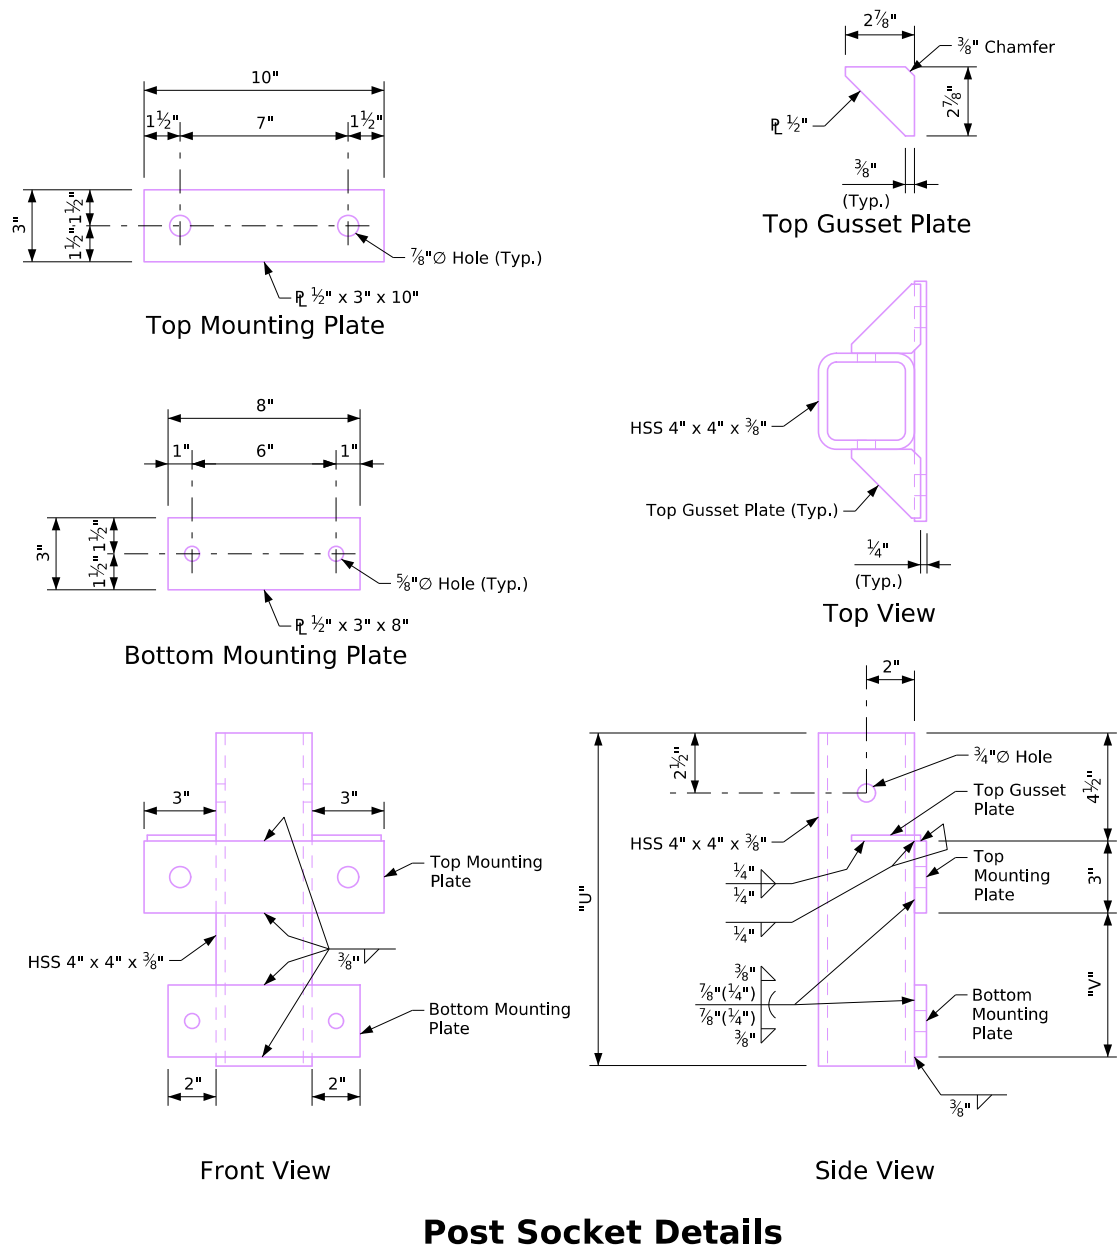 10"
1½"
7"
1½"
3"
1½"
1½"
⅞"∅ Hole (Typ.)
℄ ½" x 3" x 10"
Top Mounting Plate
2⅞"
⅜" Chamfer
2⅞"
℄ ½"
⅜"
(Typ.)
Top Gusset Plate
8"
1"
6"
1"
3"
1½"
1½"
⅝"∅ Hole (Typ.)
℄ ½" x 3" x 8"
Bottom Mounting Plate
HSS 4" x 4" x ⅜"
Top Gusset Plate (Typ.)
¼"
(Typ.)
Top View
3"
3"
Top Mounting
Plate
HSS 4" x 4" x ⅜"
⅜"
Bottom Mounting
Plate
2"
2"
Front View
2"
2½"
¾"∅ Hole
Top Gusset
Plate
4½"
HSS 4" x 4" x ⅜"
Top
Mounting
Plate
3"
¼"
¼"
¼"
"U"
⅜"
⅞"(¼")
⅞"(¼")
⅜"
Bottom
Mounting
Plate
"V"
⅜"
Side View
Post Socket Details